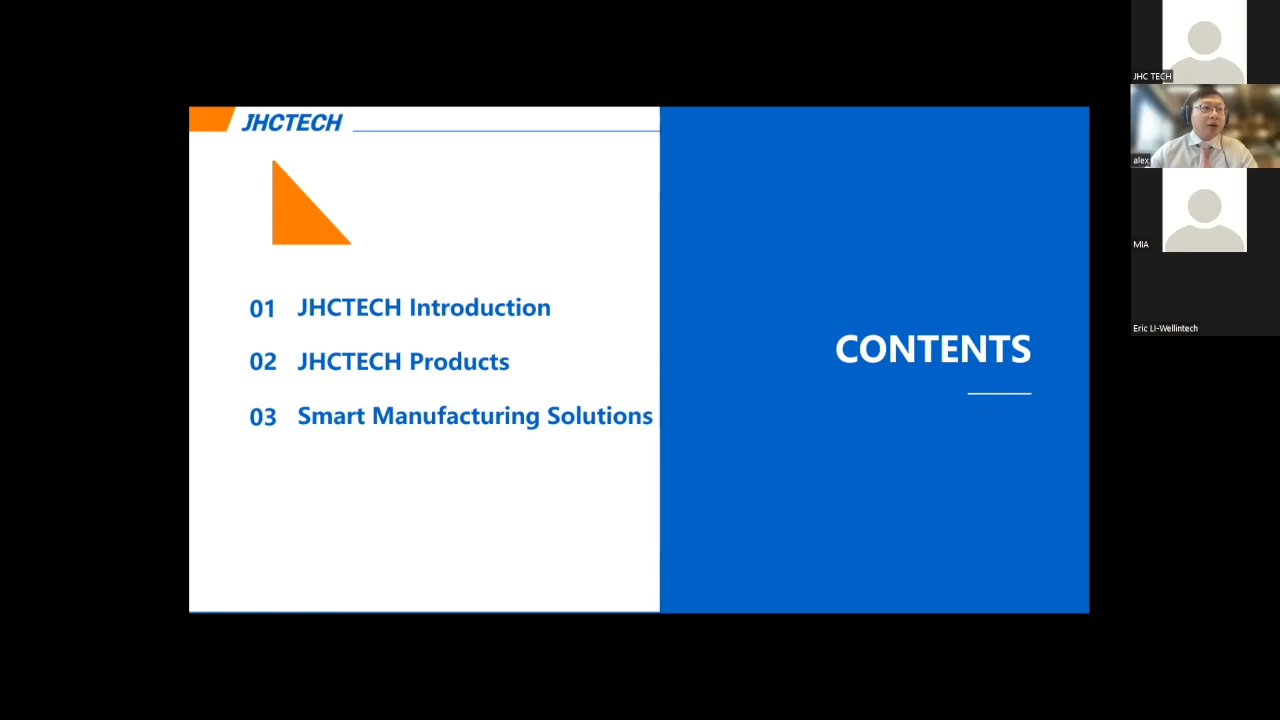 JHCTECH
01 JHCTECH Introduction
02 JHCTECH Products
03 Smart Manufacturing Solutions
CONTENTS
JHC TECH
alex
MIA
Eric LI-Wellintech